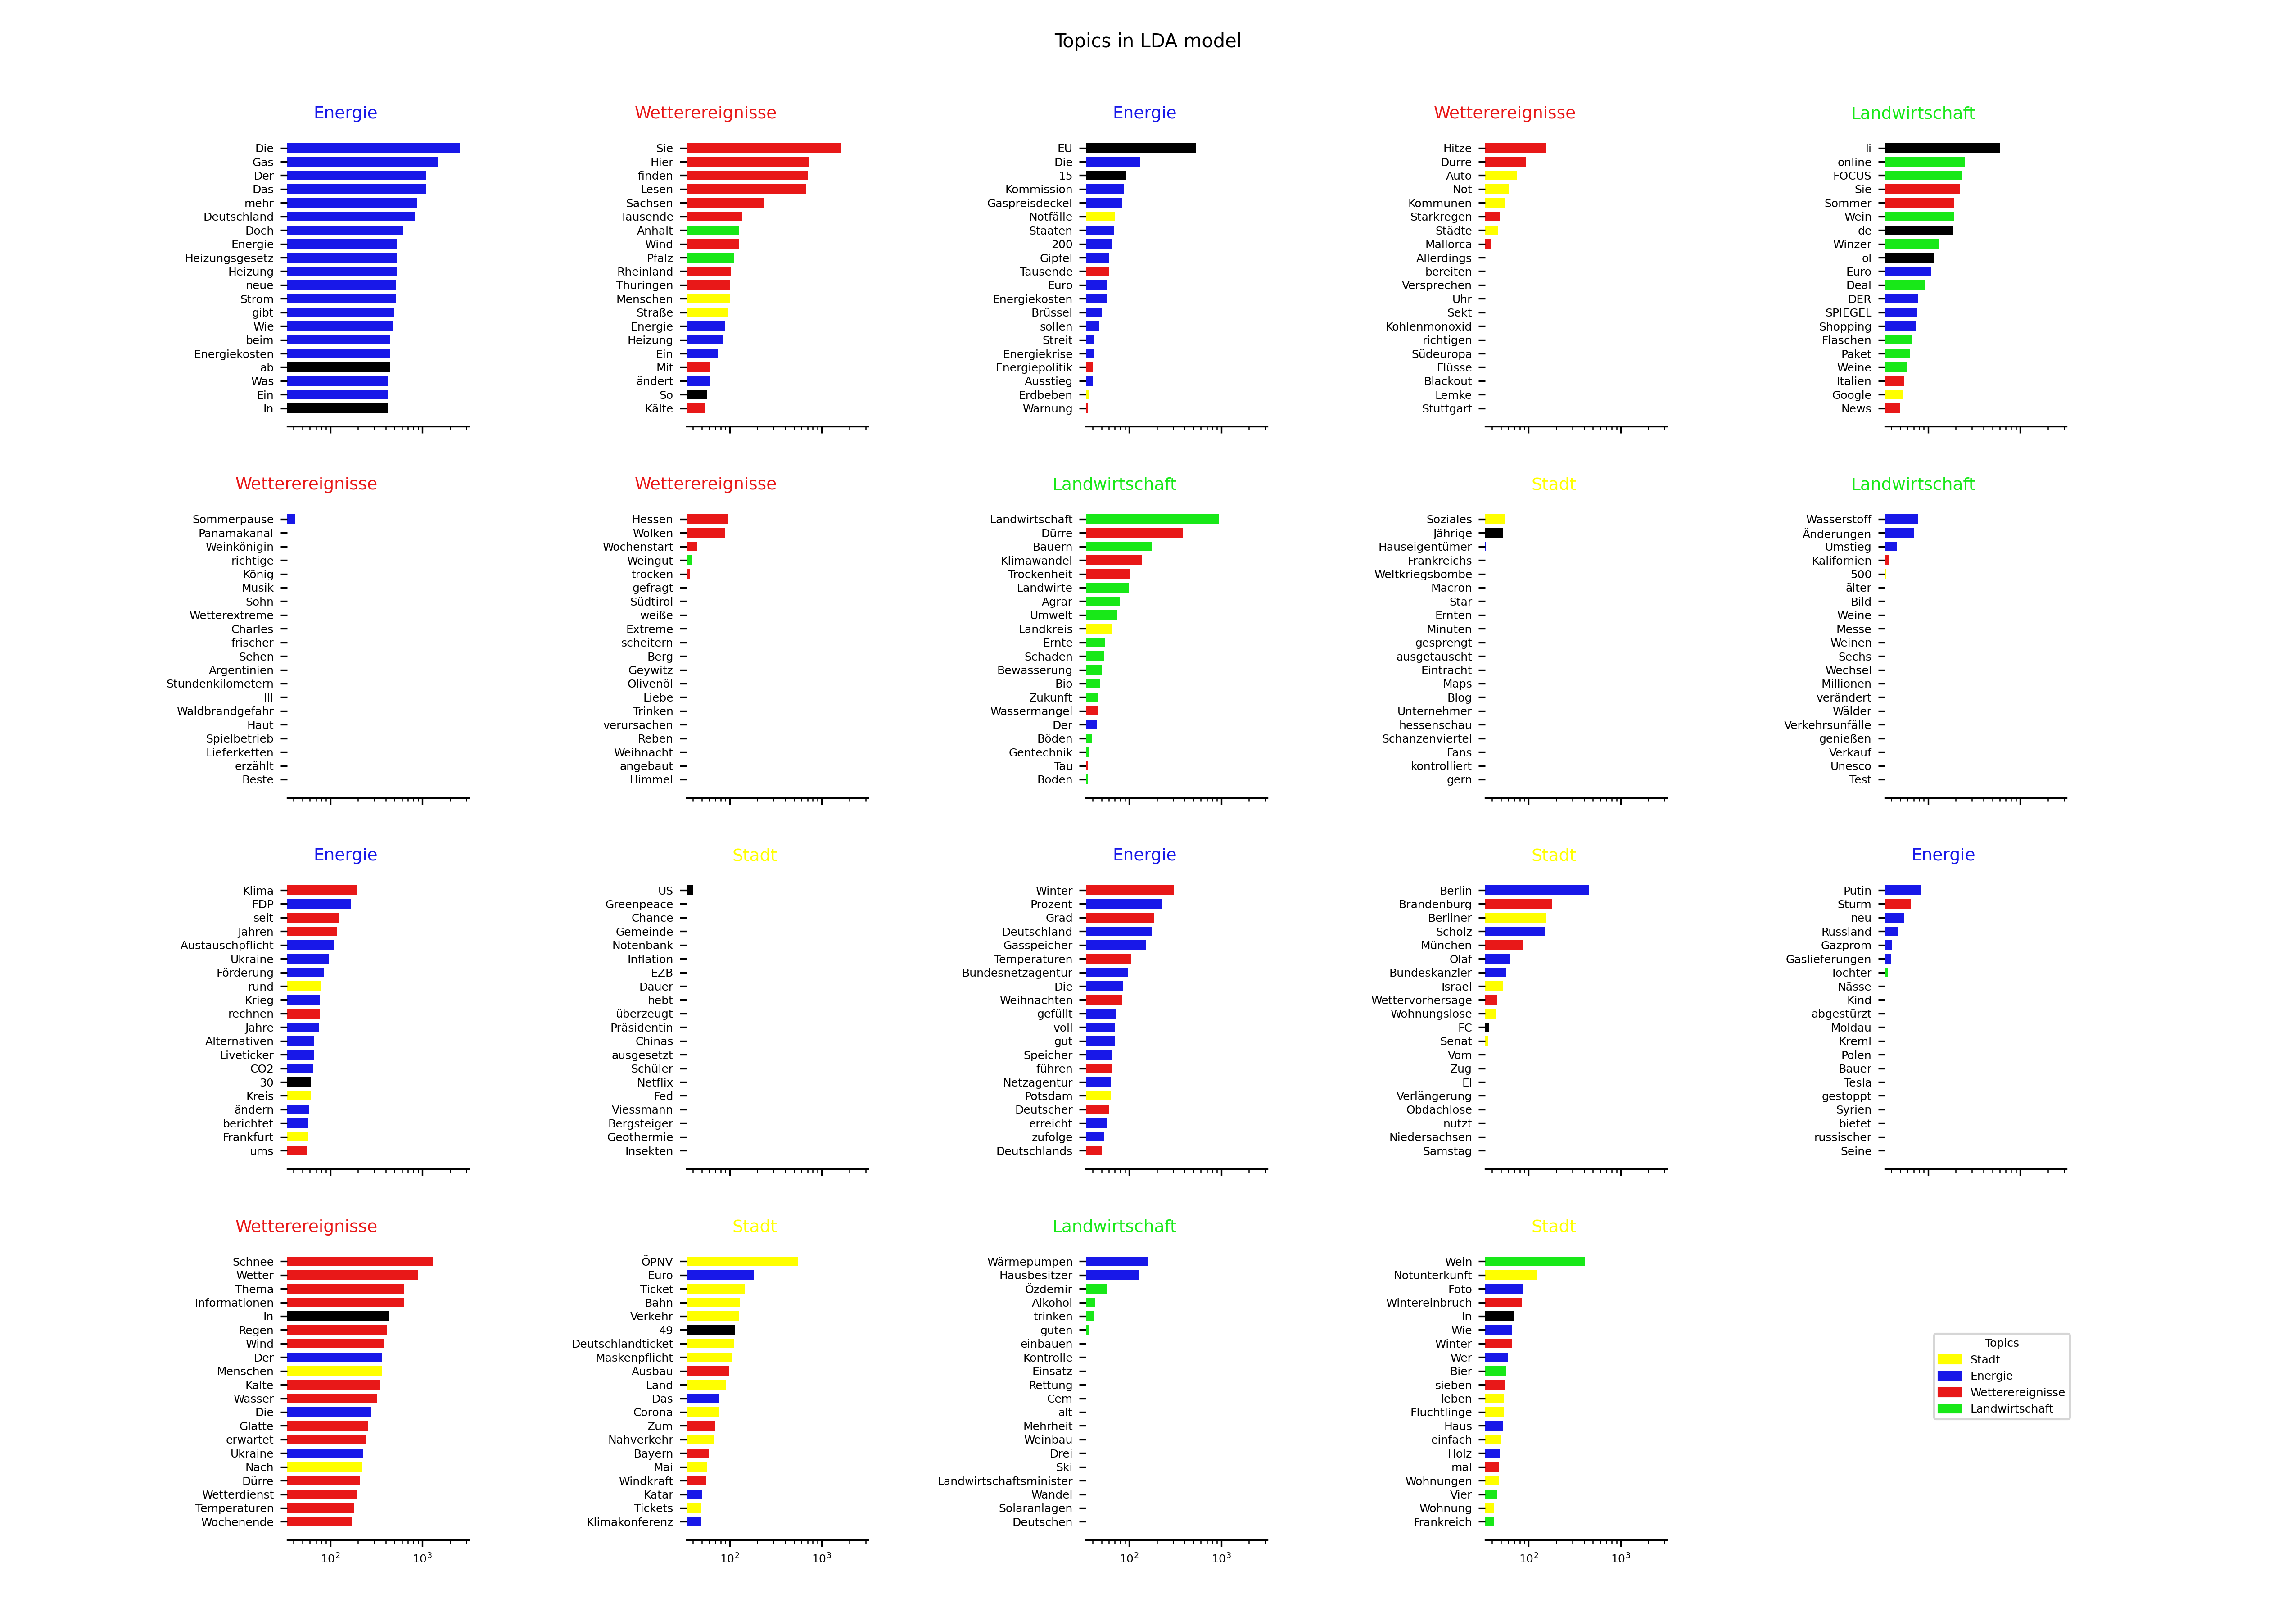 Topics in LDA model
Energie
Die
Gas
Der
Das
mehr
Deutschland
Doch
Energie
Heizungsgesetz
Heizung
neue
Strom
gibt
Wie
beim
Energiekosten
ab
Was
Ein
In
Wetterereignisse
Sie
Hier
finden
Lesen
Sachsen
Tausende
Anhalt
Wind
Pfalz
Rheinland
Thüringen
Menschen
Straße
Energie
Heizung
Ein
Mit
ändert
So
Kälte
Energie
EU
Die
15
Kommission
Gaspreisdeckel
Notfälle
Staaten
200
Gipfel
Tausende
Euro
Energiekosten
Brüssel
sollen
Streit
Energiekrise
Energiepolitik
Ausstieg
Erdbeben
Warnung
Wetterereignisse
Hitze
Dürre
Auto
Not
Kommunen
Starkregen
Städte
Mallorca
Allerdings
bereiten
Versprechen
Uhr
Sekt
Kohlenmonoxid
richtigen
Südeuropa
Flüsse
Blackout
Lemke
Stuttgart
Landwirtschaft
li
online
FOCUS
Sie
Sommer
Wein
de
Winzer
ol
Euro
Deal
DER
SPIEGEL
Shopping
Flaschen
Paket
Weine
Italien
Google
News
Wetterereignisse
Sommerpause
Panamakanal
Weinkönigin
richtige
König
Musik
Sohn
Wetterextreme
Charles
frischer
Sehen
Argentinien
Stundenkilometern
III
Waldbrandgefahr
Haut
Spielbetrieb
Lieferketten
erzählt
Beste
Wetterereignisse
Hessen
Wolken
Wochenstart
Weingut
trocken
gefragt
Südtirol
weiße
Extreme
scheitern
Berg
Geywitz
Olivenöl
Liebe
Trinken
verursachen
Reben
Weihnacht
angebaut
Himmel
Landwirtschaft
Landwirtschaft
Dürre
Bauern
Klimawandel
Trockenheit
Landwirte
Agrar
Umwelt
Landkreis
Ernte
Schaden
Bewässerung
Bio
Zukunft
Wassermangel
Der
Böden
Gentechnik
Tau
Boden
Stadt
Soziales
Jährige
Hauseigentümer
Frankreichs
Weltkriegsbombe
Macron
Star
Ernten
Minuten
gesprengt
ausgetauscht
Eintracht
Maps
Blog
Unternehmer
hessenschau
Schanzenviertel
Fans
kontrolliert
gern
Landwirtschaft
Wasserstoff
Änderungen
Umstieg
Kalifornien
500
älter
Bild
Weine
Messe
Weinen
Sechs
Wechsel
Millionen
verändert
Wälder
Verkehrsunfälle
genießen
Verkauf
Unesco
Test
Energie
Klima
FDP
seit
Jahren
Austauschpflicht
Ukraine
Förderung
rund
Krieg
rechnen
Jahre
Alternativen
Liveticker
CO2
30
Kreis
ändern
berichtet
Frankfurt
ums
Stadt
US
Greenpeace
Chance
Gemeinde
Notenbank
Inflation
EZB
Dauer
hebt
überzeugt
Präsidentin
Chinas
ausgesetzt
Schüler
Netflix
Fed
Viessmann
Bergsteiger
Geothermie
Insekten
Energie
Winter
Prozent
Grad
Deutschland
Gasspeicher
Temperaturen
Bundesnetzagentur
Die
Weihnachten
gefüllt
voll
gut
Speicher
führen
Netzagentur
Potsdam
Deutscher
erreicht
zufolge
Deutschlands
Stadt
Berlin
Brandenburg
Berliner
Scholz
München
Olaf
Bundeskanzler
Israel
Wettervorhersage
Wohnungslose
FC
Senat
Vom
Zug
El
Verlängerung
Obdachlose
nutzt
Niedersachsen
Samstag
Energie
Putin
Sturm
neu
Russland
Gazprom
Gaslieferungen
Tochter
Nässe
Kind
abgestürzt
Moldau
Kreml
Polen
Bauer
Tesla
gestoppt
Syrien
bietet
russischer
Seine
Wetterereignisse
Schnee
Wetter
Thema
Informationen
In
Regen
Wind
Der
Menschen
Kälte
Wasser
Die
Glätte
erwartet
Ukraine
Nach
Dürre
Wetterdienst
Temperaturen
Wochenende
10² 10³
Stadt
ÖPNV
Euro
Ticket
Bahn
Verkehr
49
Deutschlandticket
Maskenpflicht
Ausbau
Land
Das
Corona
Zum
Nahverkehr
Bayern
Mai
Windkraft
Katar
Tickets
Klimakonferenz
10² 10³
Landwirtschaft
Wärmepumpen
Hausbesitzer
Özdemir
Alkohol
trinken
guten
einbauen
Kontrolle
Einsatz
Rettung
Cem
alt
Mehrheit
Weinbau
Drei
Ski
Landwirtschaftsminister
Wandel
Solaranlagen
Deutschen
10² 10³
Stadt
Wein
Notunterkunft
Foto
Wintereinbruch
In
Wie
Winter
Wer
Bier
sieben
leben
Flüchtlinge
Haus
einfach
Holz
mal
Wohnungen
Vier
Wohnung
Frankreich
10² 10³
Topics
Stadt
Energie
Wetterereignisse
Landwirtschaft